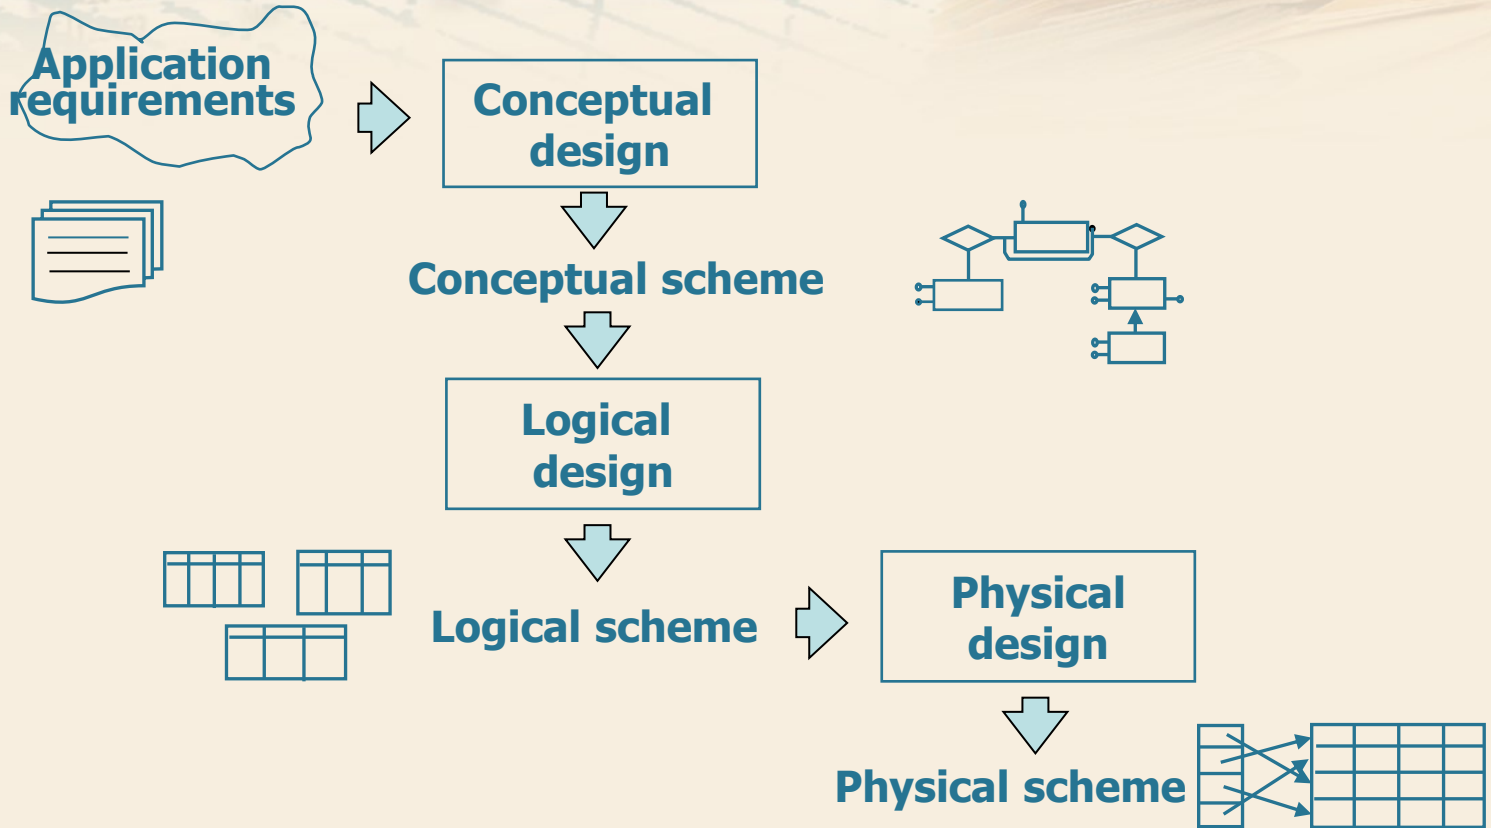 Application
requirements
Conceptual
design
Conceptual scheme
Logical
design
Logical scheme
Physical
design
Physical scheme